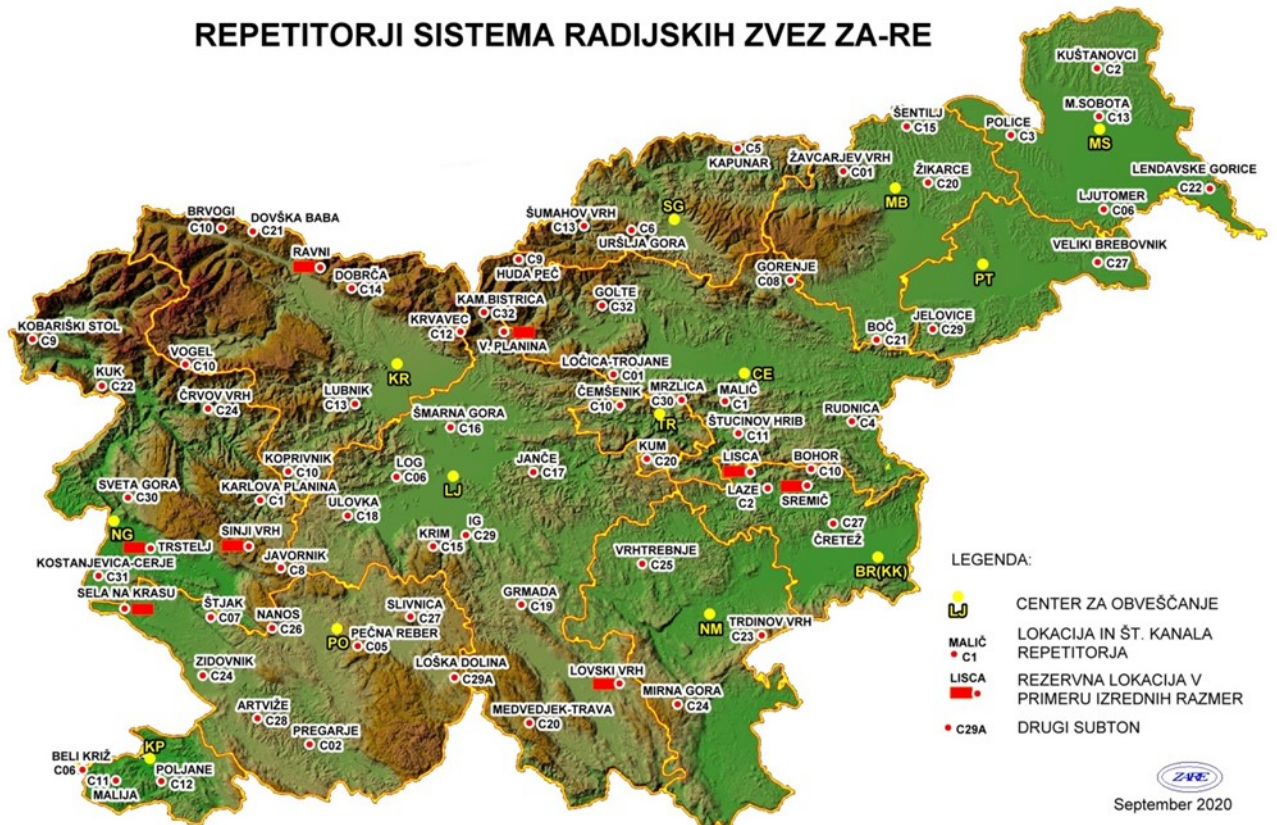 REPETITORJI SISTEMA RADIJSKIH ZVEZ ZA-RE
KUŠTANOVCI
C2
M.SOBOTA
C13
MS
ŠENTILJ
C15
POLICE
C3
C5
KAPUNAR
ŽAVCARJEV VRH
C01
ŽIKARCE
C20
MB
LENDAVSKE GORICE
C22
LJUTOMER
C06
BRVOGI
C10
DOVŠKA BABA
C21
ŠUMAHOV VRH
C13
SG
C6
URŠLJA GORA
VELIKI BREBOVNIK
C27
RAVNI
DOBRČA
C14
C9
HUDA PEČ
GORENJE
C08
PT
KAM.BISTRICA
C32
GOLTE
C32
KOBARIŠKI STOL
C9
KRVAVEC
C12
V. PLANINA
BOČ
C21
JELOVICE
C29
VOGEL
C10
KR
LOČICA-TROJANE
C01
CE
KUK
C22
ČRVOV VRH
C24
LUBNIK
C13
ČEMŠENIK
C10
MRZLICA
C30
MALIČ
C1
ŠMARNA GORA
C16
TR
ŠTUCINOV HRIB
C11
RUDNICA
C4
KOPRIVNIK
C10
LOG
C06
JANČE
C17
KUM
C20
LISCA
BOHOR
C10
SVETA GORA
C30
KARLOVA PLANINA
C1
LJ
LAZE
C2
SREMIČ
ULOVKA
C18
NG
SINJI VRH
KRIM
C15
IG
C29
C27
ČRETEŽ
TRSTELJ
JAVORNIK
C8
VRHTREBNJE
C25
BR(KK)
KOSTANJEVICA-CERJE
C31
SELA NA KRASU
ŠTJAK
C07
NANOS
C26
SLIVNICA
C27
GRMADA
C19
NM
TRDINOV VRH
C23
PO
PEČNA REBER
C05
ZIDOVNIK
C24
LOŠKA DOLINA
C29A
LOVSKI VRH
MIRNA GORA
C24
ARTVIŽE
C28
MEDVEDJEK-TRAVA
C20
PREGARJE
C02
BELI KRIŽ
C06
KP
C11
MALIJA
POLJANE
C12
LEGENDA:
LJ
CENTER ZA OBVEŠČANJE
MALIČ
C1
LOKACIJA IN ŠT. KANALA
REPETITORJA
LISCA
REZERVNA LOKACIJA V
PRIMERU IZREDNIH RAZMER
C29A
DRUGI SUBTON
ZARE
September 2020